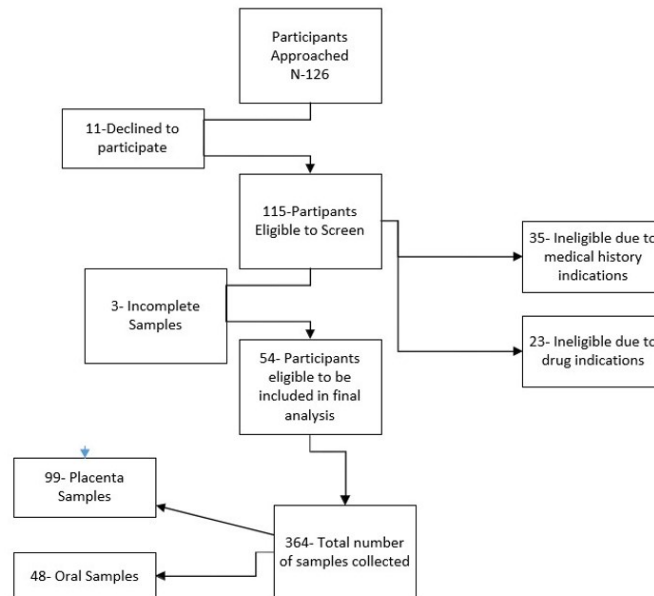 Participants
Approached
N-126
11-Declined to
participate
115-Partipants
Eligible to Screen
35- Ineligible due to
medical history
indications
3- Incomplete
Samples
23- Ineligible due to
drug indications
54- Participants
eligible to be
included in final
analysis
99- Placenta
Samples
364- Total number
of samples collected
48- Oral Samples